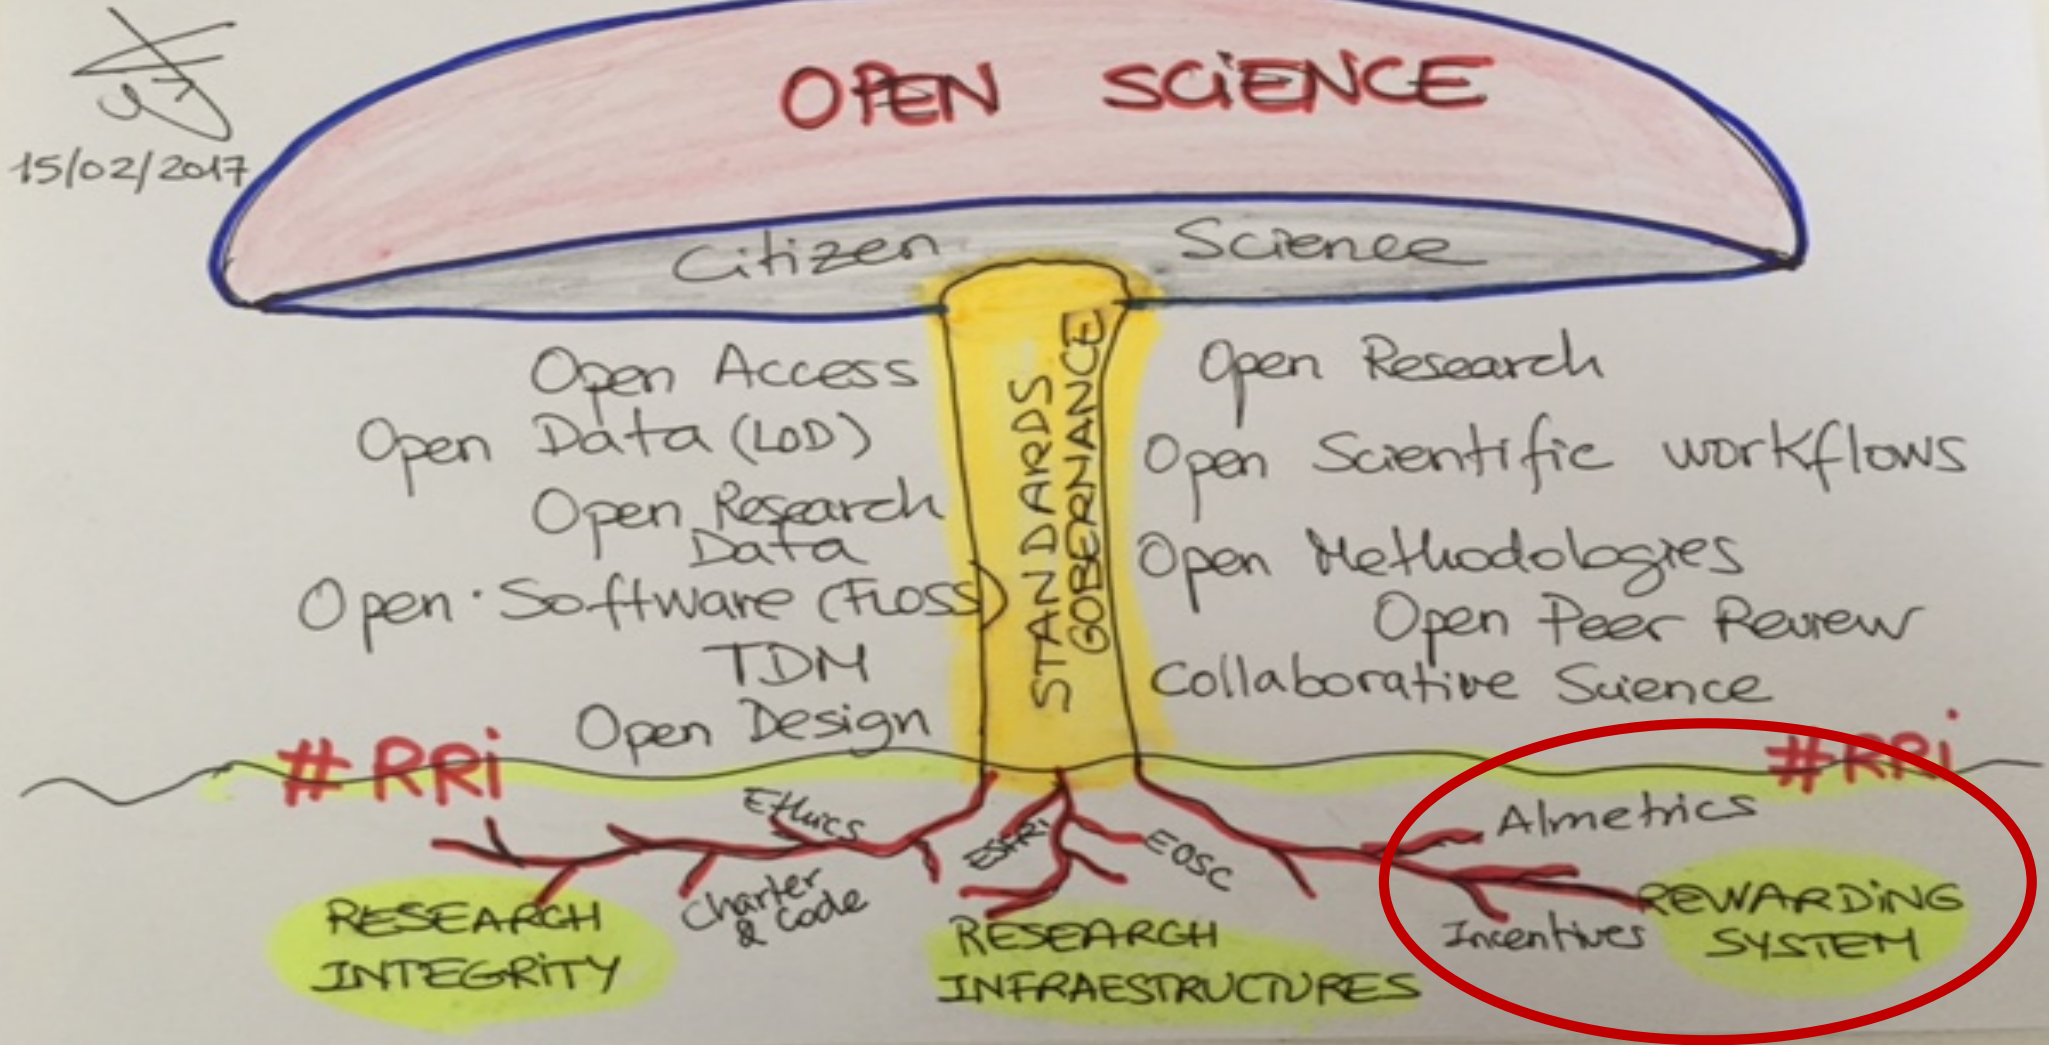 15/02/2017
OPEN SCiENCE
Citizen Science
STANDARDS
GOBERNANCE
Open Access
Open Data (LOD)
Open Research
Data
Open · Software (FLOSS)
TDM
Open Design
Open Research
Open Scientific workflows
Open Methodologies
Open Peer Review
Collaborative Science
#RRi
#RRi
Ethics
Charter
& Code
RESEARCH
INTEGRiTY
ESFRi
EOSC
RESEARCH
INFRAESTRUCTURES
Almetrics
Incentives
REWARDiNG
SYSTEM